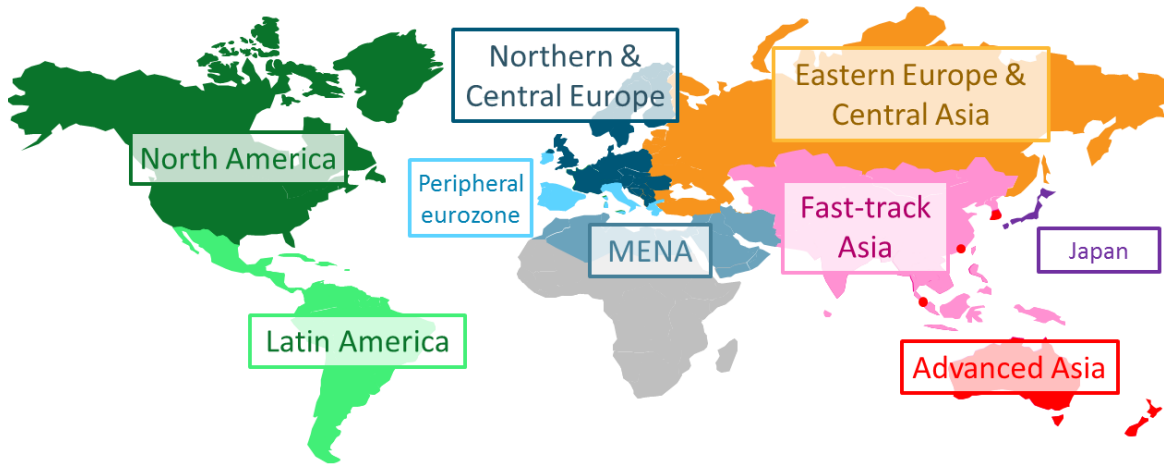 Northern &
Central Europe
Eastern Europe &
Central Asia
North America
Peripheral
eurozone
Fast-track
Asia
MENA
Japan
Latin America
Advanced Asia